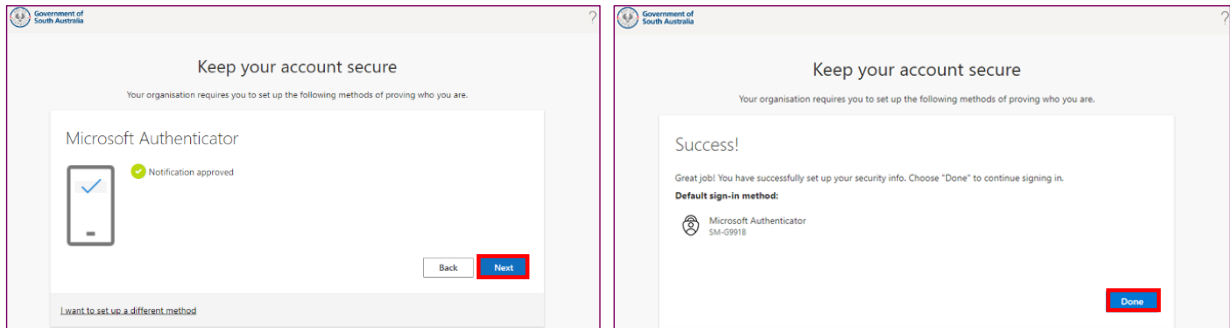 Government of
South Australia
?
Keep your account secure
Your organisation requires you to set up the following methods of proving who you are.
Microsoft Authenticator
Notification approved
Back
Next
I want to set up a different method
Government of
South Australia
?
Keep your account secure
Your organisation requires you to set up the following methods of proving who you are.
Success!
Great job! You have successfully set up your security info. Choose "Done" to continue signing in.
Default sign-in method:
Microsoft Authenticator
SM-G991B
Done